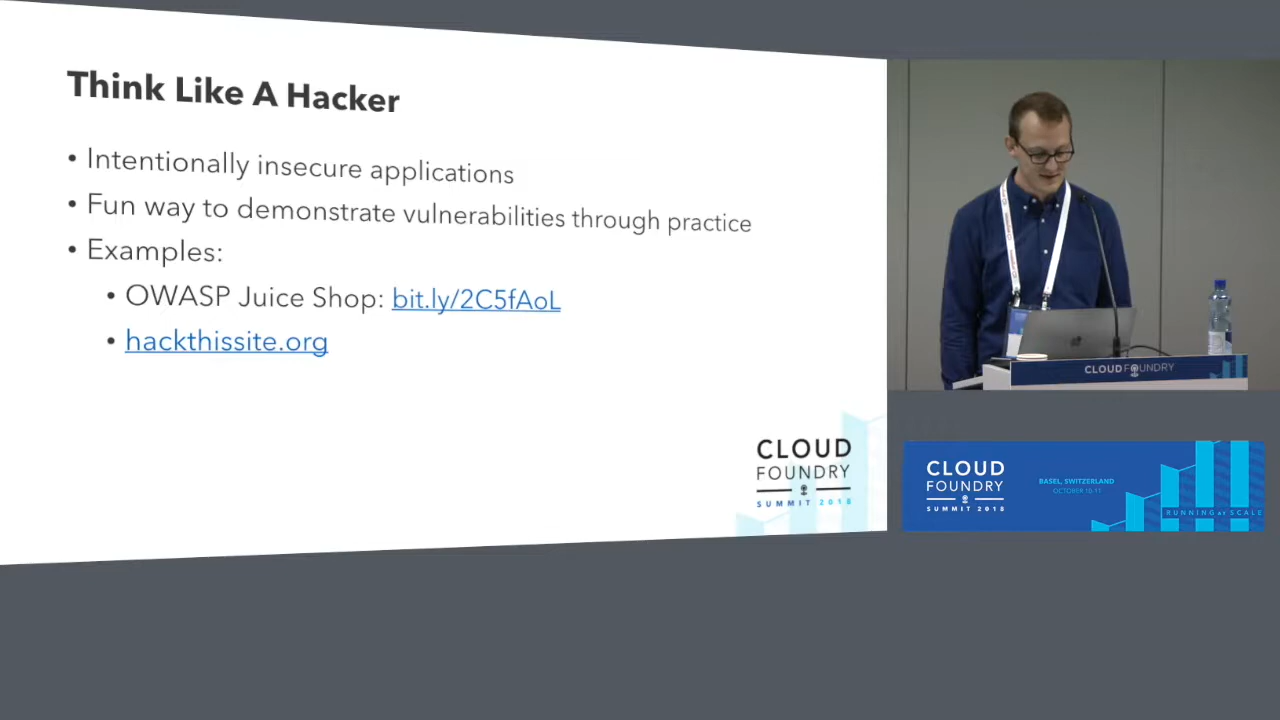 Think Like A Hacker
• Intentionally insecure applications
• Fun way to demonstrate vulnerabilities through practice
• Examples:
• OWASP Juice Shop: bit.ly/2C5fAoL
• hackthissite.org
CLOUD
FOUNDRY
SUMMIT 2018
CLOUD FOUNDRY
CLOUD
FOUNDRY
SUMMIT 2018
BASEL, SWITZERLAND
OCTOBER 10-11
RUNNING AT SCALE